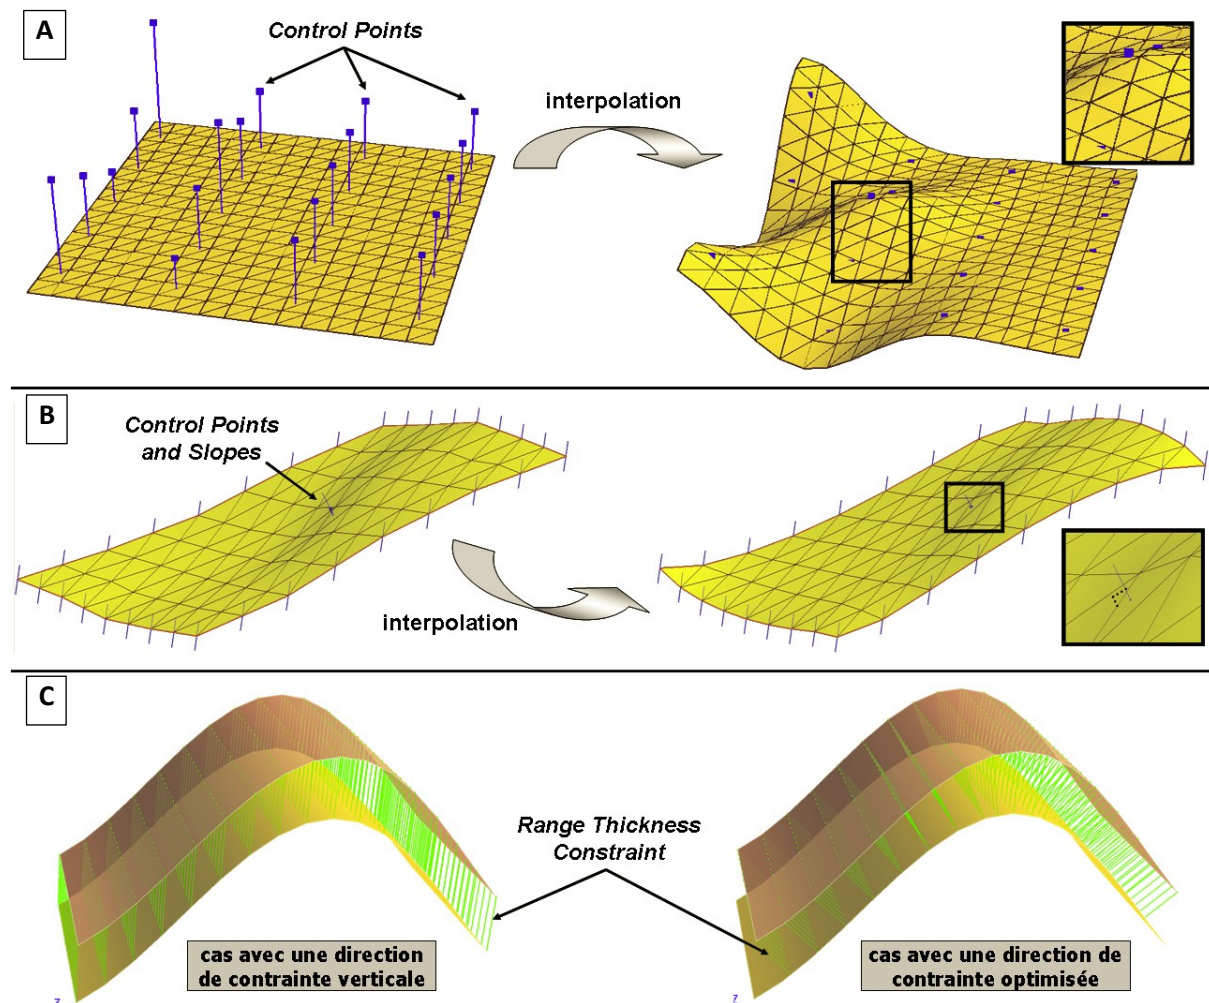 A
Control Points
interpolation
B
Control Points
and Slopes
interpolation
C
Range Thickness
Constraint
cas avec une direction
de contrainte verticale
cas avec une direction de
contrainte optimisée
z
z